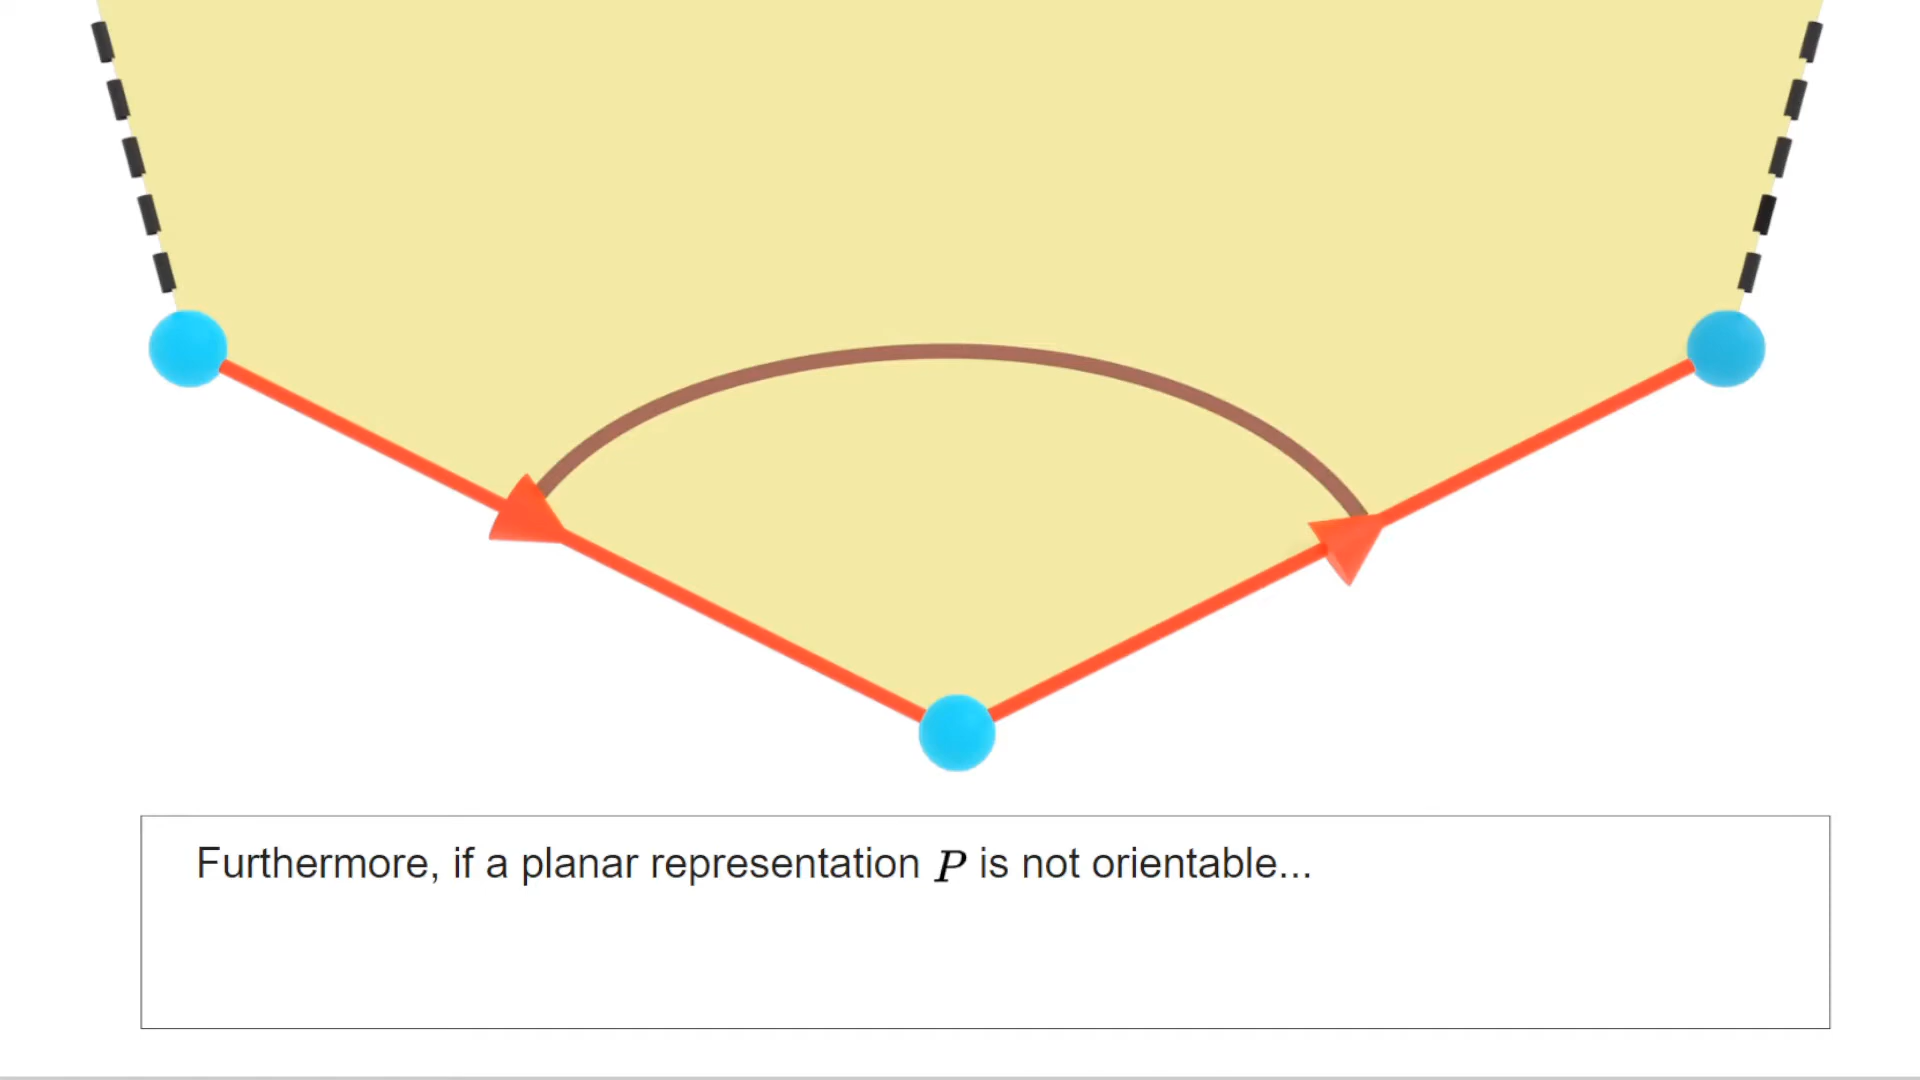 Furthermore, if a planar representation P is not orientable...